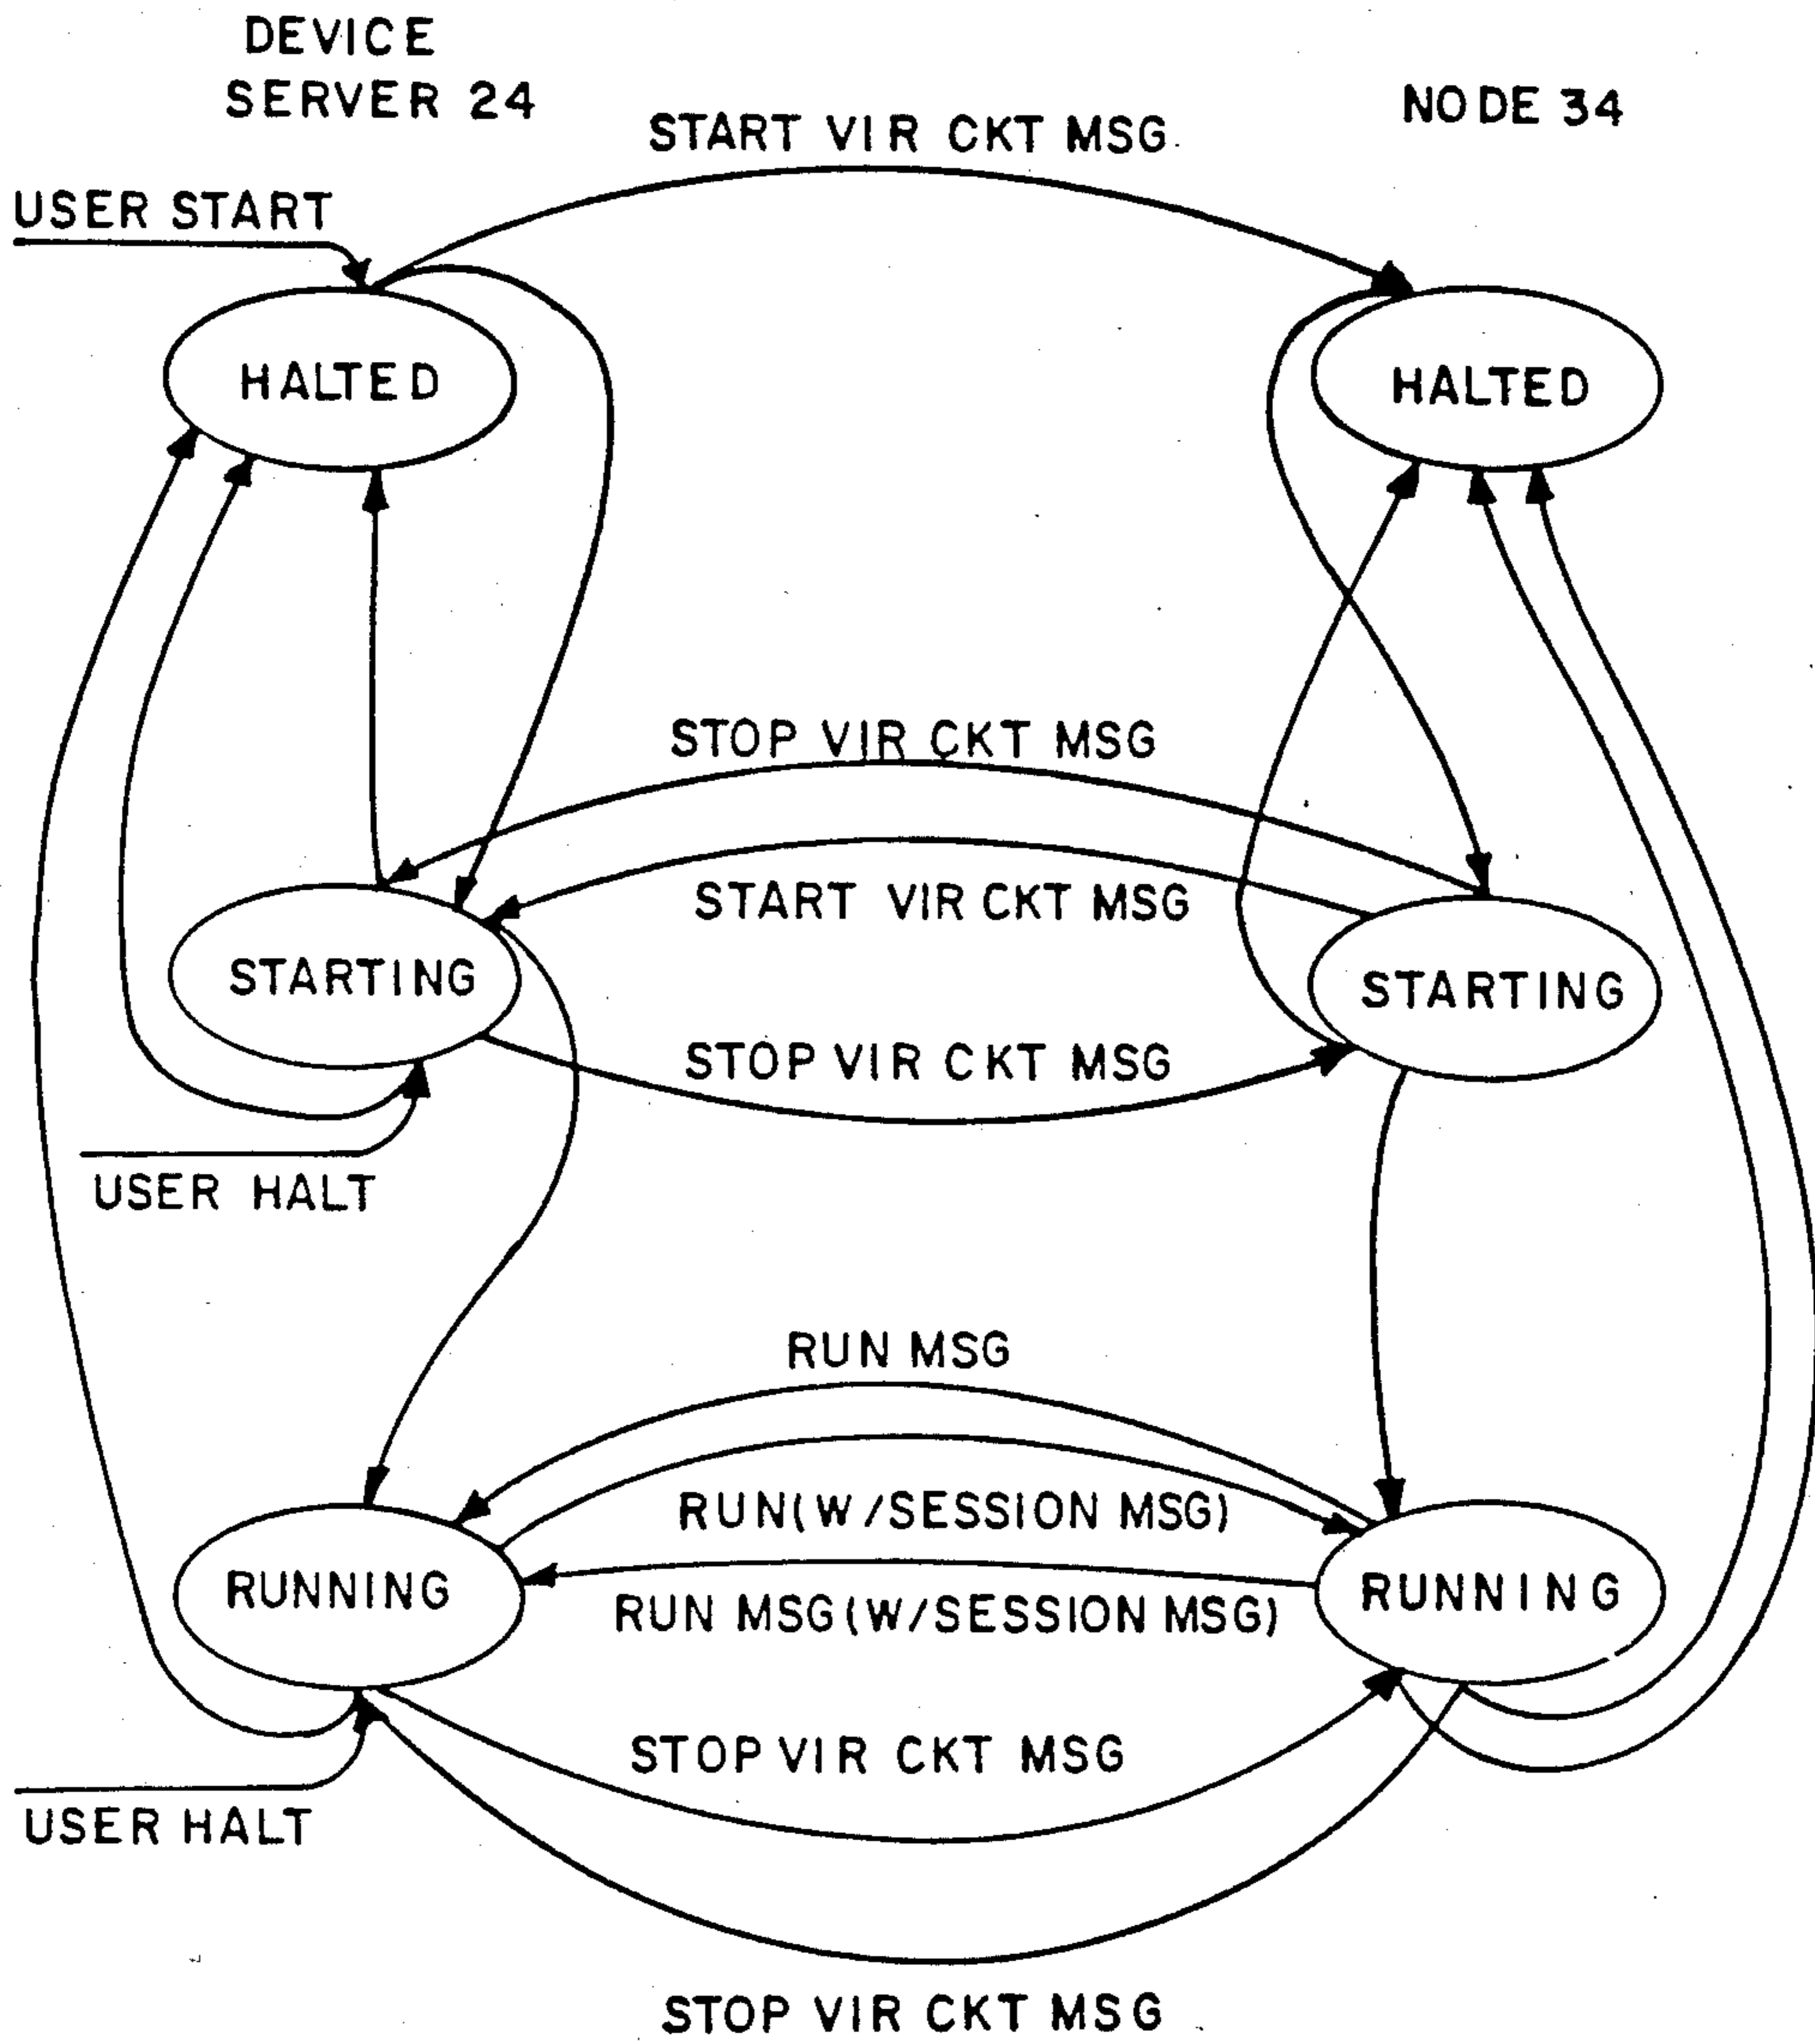 DEVICE
SERVER 24
NODE 34
START VIR CKT MSG
USER START
HALTED
HALTED
STOP VIR CKT MSG
START VIR CKT MSG
STARTING
STARTING
STOP VIR CKT MSG
USER HALT
RUN MSG
RUN(W/SESSION MSG)
RUNNING
RUNNING
RUN MSG(W/SESSION MSG)
STOP VIR CKT MSG
USER HALT
STOP VIR CKT MSG